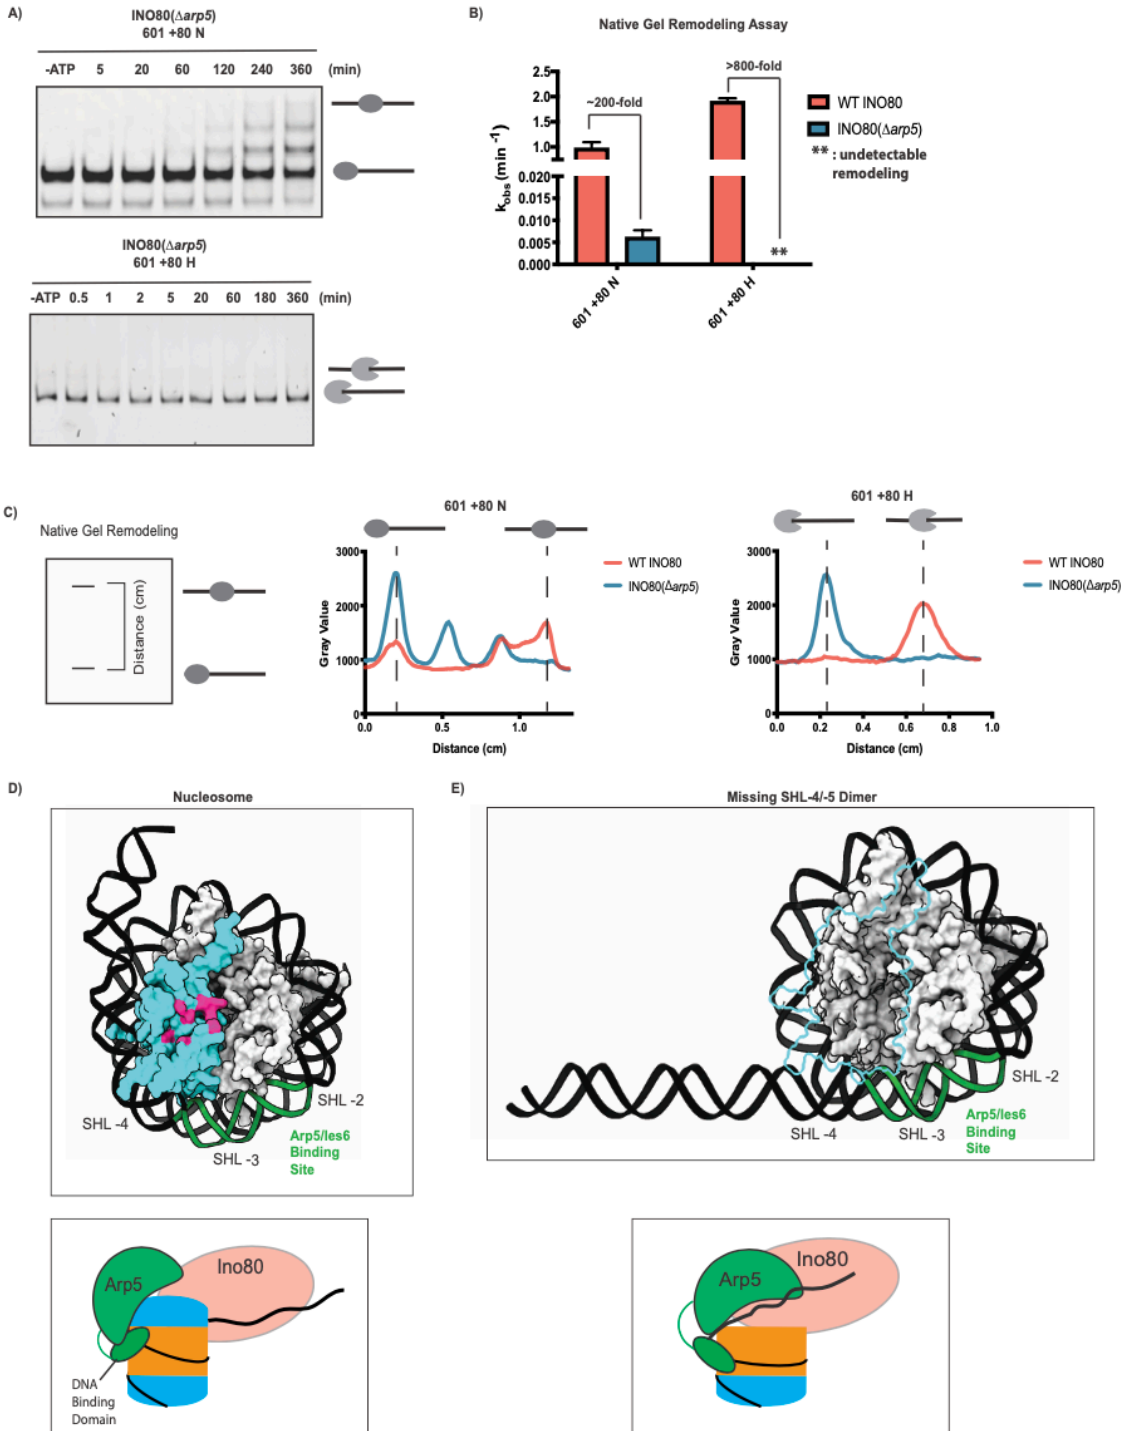 A)
INO80(Δarp5)
601 +80 N
-ATP 5 20 60 120 240 360 (min)
INO80(Δarp5)
601 +80 H
-ATP 0.5 1 2 5 20 60 180 360 (min)
B)
Native Gel Remodeling Assay
>800-fold
~200-fold
2.5
2.0
1.5
1.0
0.020
0.015
0.010
0.005
0.000
kobs (min -1)
601 +80 N
601 +80 H
WT INO80
INO80(Δarp5)
** : undetectable
remodeling
**
C)
Native Gel Remodeling
Distance (cm)
601 +80 N
3000
2000
1000
0
Gray Value
0.0 0.5 1.0
Distance (cm)
WT INO80
INO80(Δarp5)
601 +80 H
3000
2000
1000
0
Gray Value
0.0 0.2 0.4 0.6 0.8 1.0
Distance (cm)
WT INO80
INO80(Δarp5)
D)
Nucleosome
SHL -4
SHL -3
SHL -2
Arp5/Ies6
Binding
Site
Arp5
Ino80
DNA
Binding
Domain
E)
Missing SHL-4/-5 Dimer
SHL -4
SHL -3
SHL -2
Arp5/Ies6
Binding
Site
Arp5
Ino80